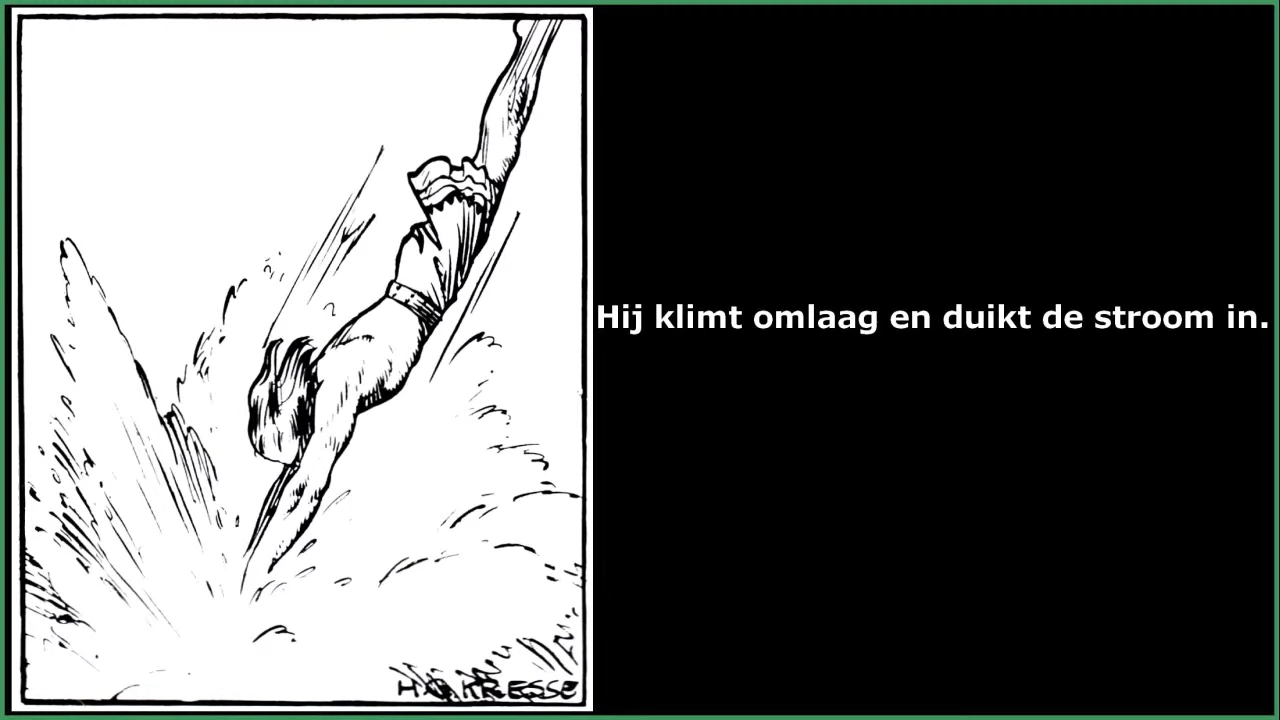 Hij klimt omlaag en duikt de stroom in.
H.G. KRESSE